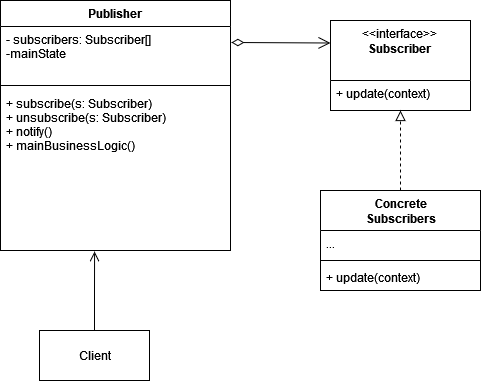 Publisher
- subscribers: Subscriber[]
-mainState
+ subscribe(s: Subscriber)
+ unsubscribe(s: Subscriber)
+ notify()
+ mainBusinessLogic()
<<interface>>
Subscriber
+ update(context)
Concrete
Subscribers
...
+ update(context)
Client